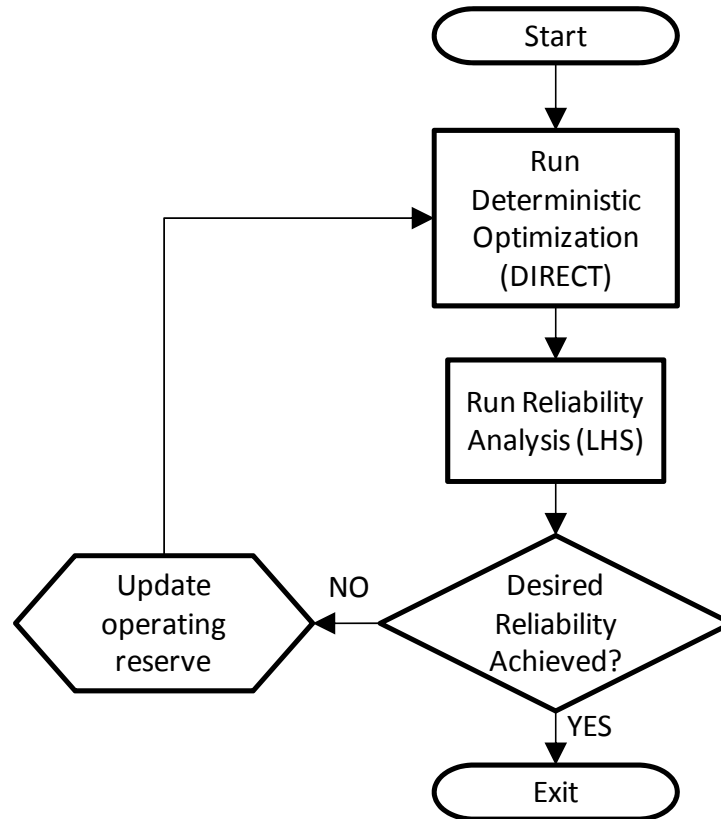 Start
Run
Deterministic
Optimization
(DIRECT)
Run Reliability
Analysis (LHS)
Desired
Reliability
Achieved?
NO
Update
operating
reserve
YES
Exit